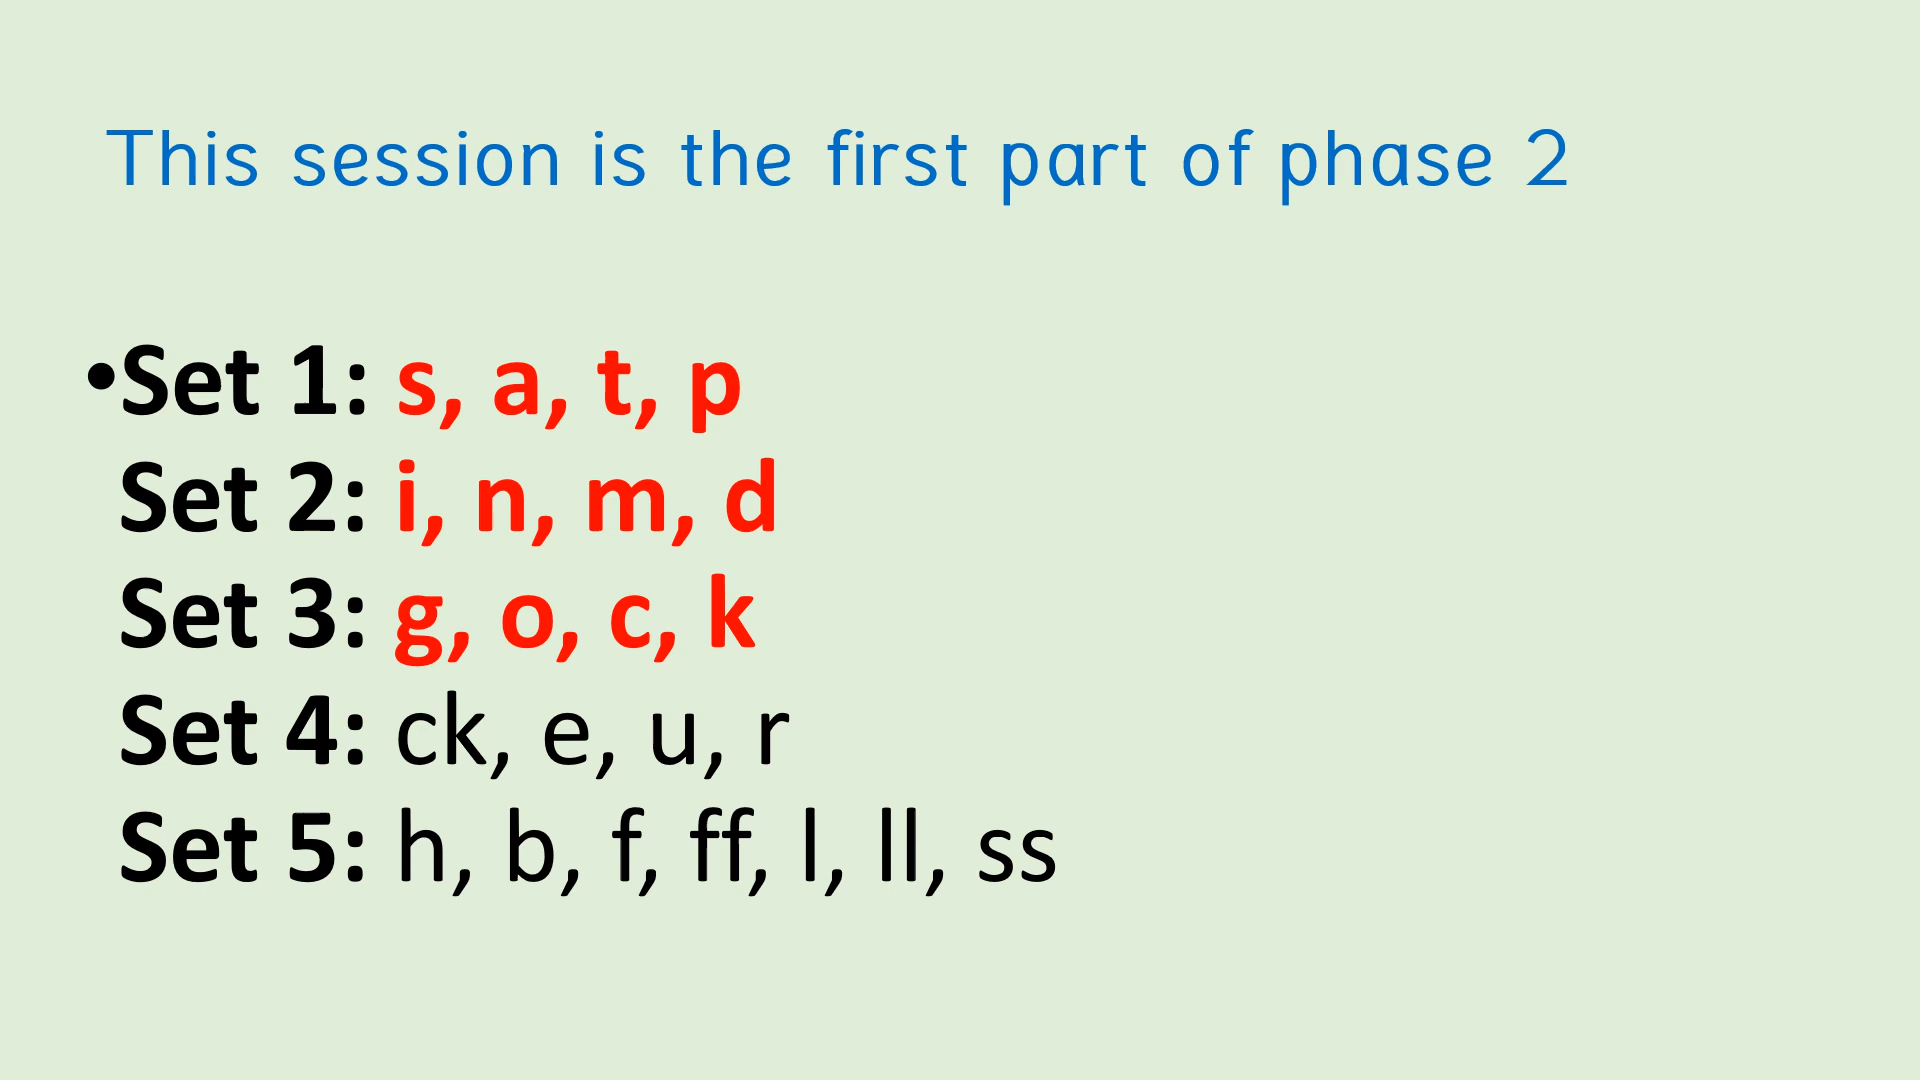 This session is the first part of phase 2
•Set 1: s, a, t, p
Set 2: i, n, m, d
Set 3: g, o, c, k
Set 4: ck, e, u, r
Set 5: h, b, f, ff, l, ll, ss